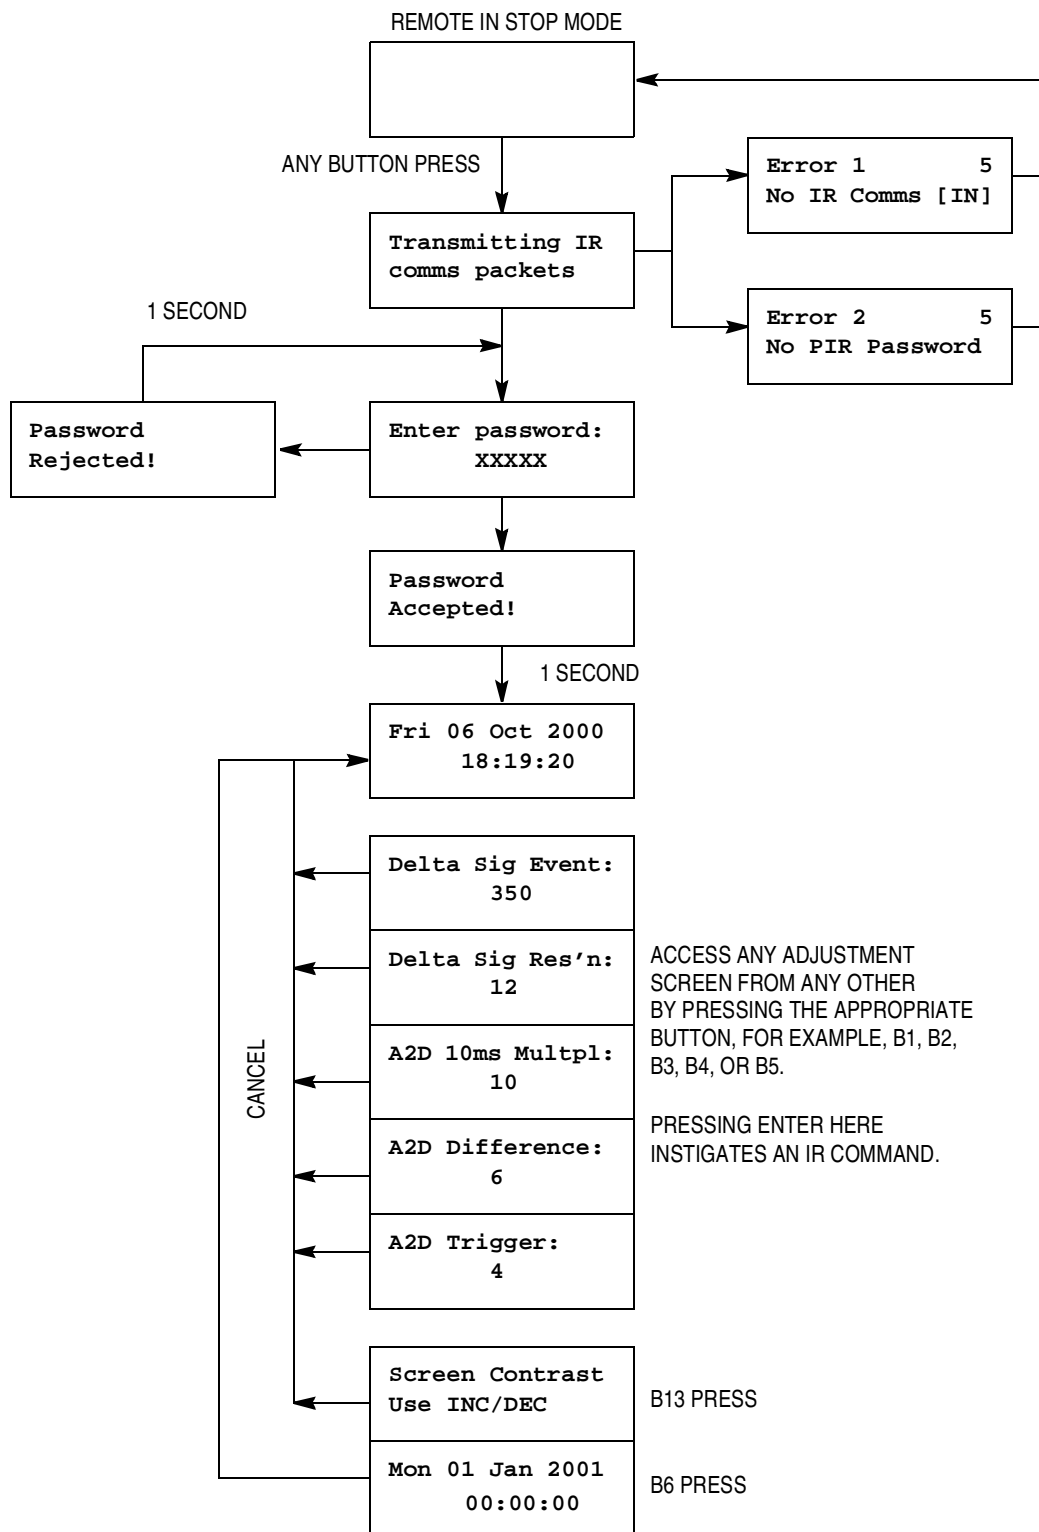 REMOTE IN STOP MODE
ANY BUTTON PRESS
Error 1 5
No IR Comms [IN]
Transmitting IR
comms packets
Error 2 5
No PIR Password
1 SECOND
Password
Rejected!
Enter password:
XXXXX
Password
Accepted!
1 SECOND
Fri 06 Oct 2000
18:19:20
Delta Sig Event:
350
Delta Sig Res’n:
12
A2D 10ms Multpl:
10
A2D Difference:
6
A2D Trigger:
4
ACCESS ANY ADJUSTMENT
SCREEN FROM ANY OTHER
BY PRESSING THE APPROPRIATE
BUTTON, FOR EXAMPLE, B1, B2,
B3, B4, OR B5.
PRESSING ENTER HERE
INSTIGATES AN IR COMMAND.
CANCEL
Screen Contrast
Use INC/DEC
B13 PRESS
Mon 01 Jan 2001
00:00:00
B6 PRESS